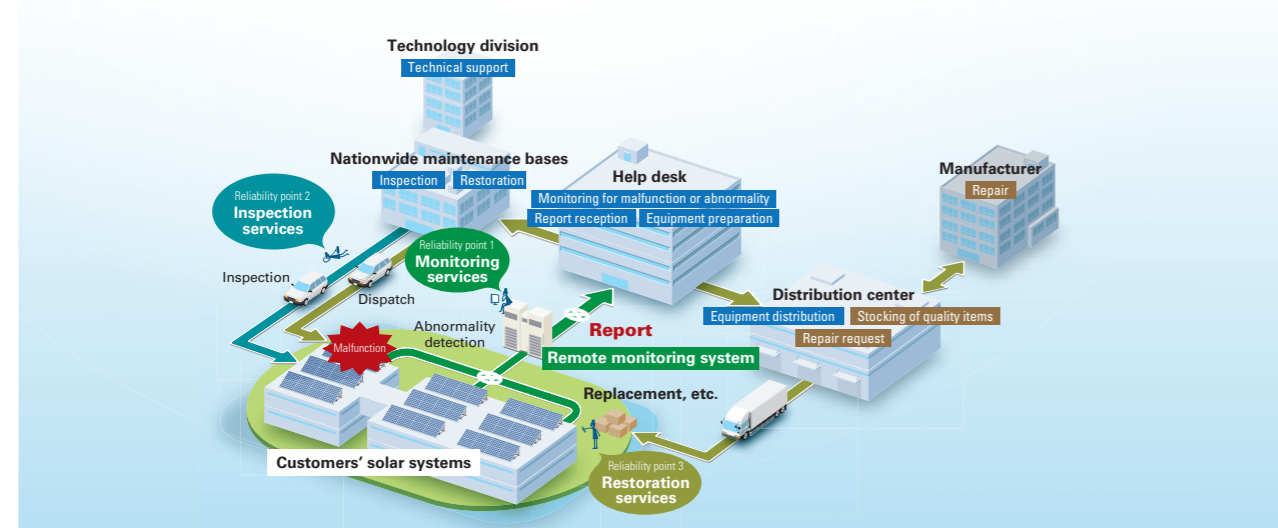 Technology division
Technical support
Nationwide maintenance bases
Inspection
Restoration
Help desk
Monitoring for malfunction or abnormality
Report reception
Equipment preparation
Manufacturer
Repair
Reliability point 2
Inspection
services
Reliability point 1
Monitoring
services
Inspection
Dispatch
Distribution center
Equipment distribution
Stocking of quality items
Repair request
Malfunction
Abnormality
detection
Report
Remote monitoring system
Replacement, etc.
Customers’ solar systems
Reliability point 3
Restoration
services